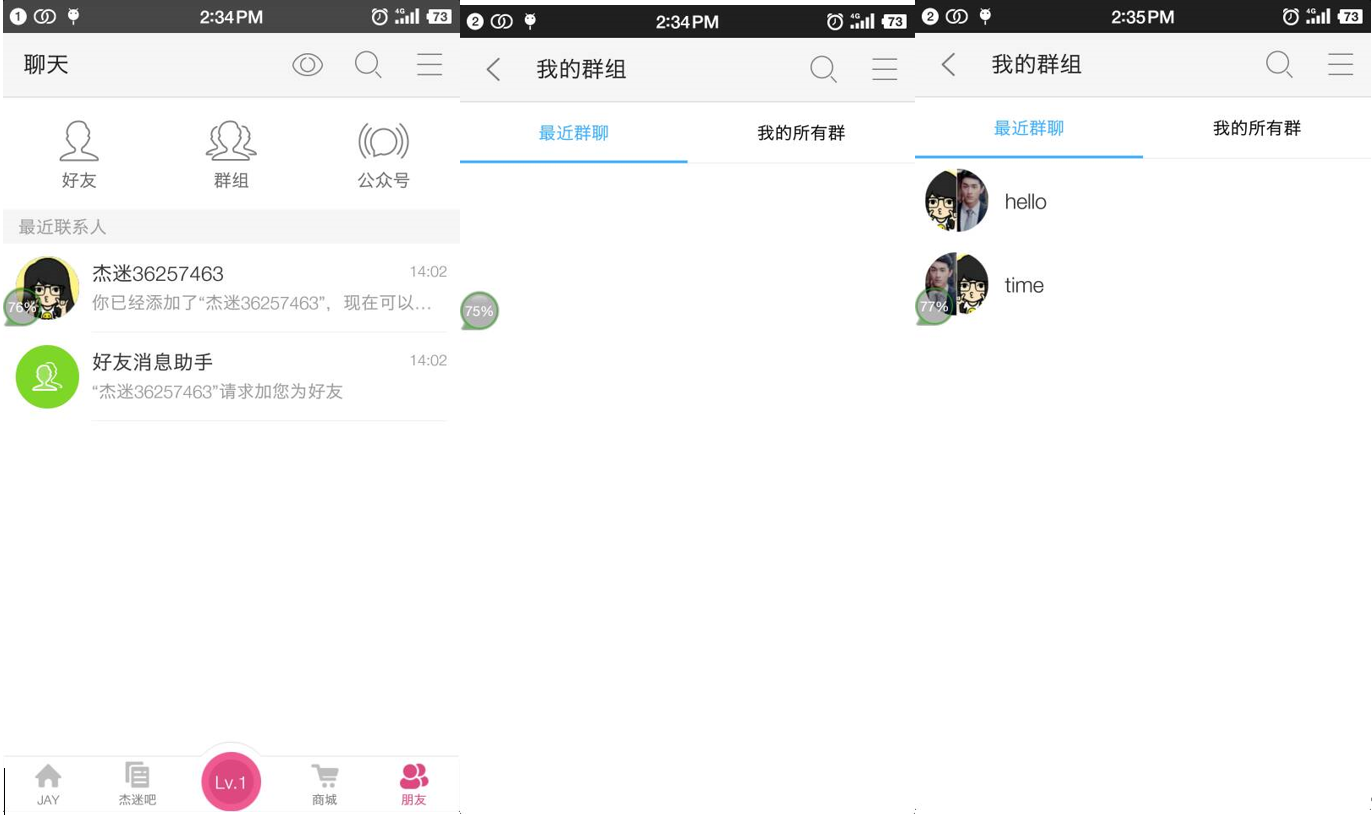 1 2:34 PM 4G 73
聊天
好友 群组 公众号
最近联系人
杰迷36257463 14:02
你已经添加了“杰迷36257463”，现在可以...
76%
好友消息助手 14:02
“杰迷36257463”请求加您为好友
Lv.1
JAY 杰迷吧 商城 朋友
2 2:34 PM 4G 73
我的群组
最近群聊 我的所有群
75%
2 2:35 PM 4G 73
我的群组
最近群聊 我的所有群
hello
time
77%